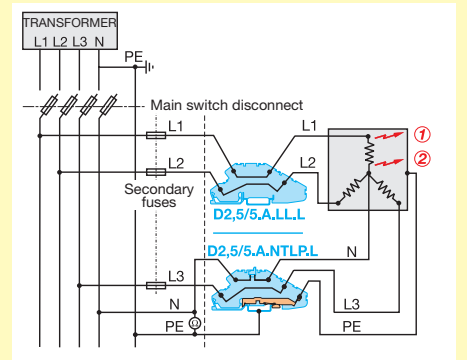 TRANSFORMER
L1 L2 L3 N
PE
Main switch disconnect
L1
L1
1
L2
L2
2
Secondary
fuses
D2,5/5.A.LL.L
D2,5/5.A.NTLP.L
N
L3
N
L3
PE
PE